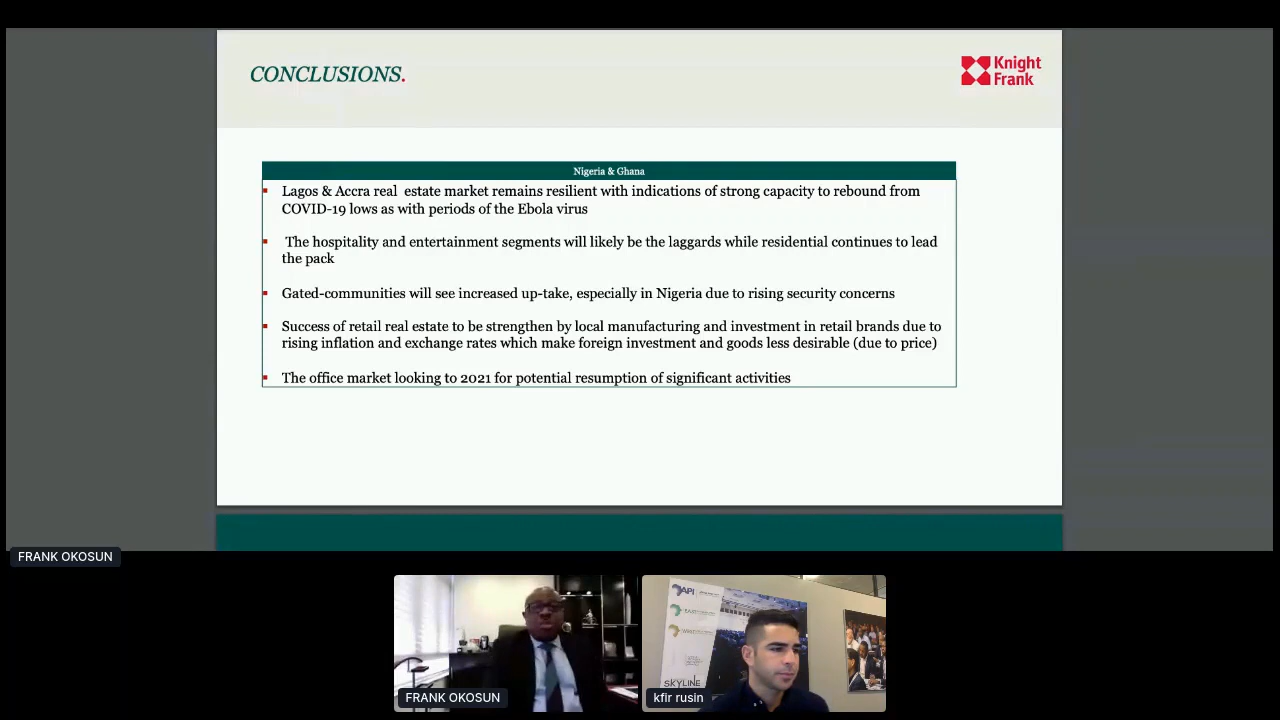 CONCLUSIONS.
Knight
Frank
Nigeria & Ghana
Lagos & Accra real estate market remains resilient with indications of strong capacity to rebound from
COVID-19 lows as with periods of the Ebola virus
The hospitality and entertainment segments will likely be the laggards while residential continues to lead
the pack
Gated-communities will see increased up-take, especially in Nigeria due to rising security concerns
Success of retail real estate to be strengthen by local manufacturing and investment in retail brands due to
rising inflation and exchange rates which make foreign investment and goods less desirable (due to price)
The office market looking to 2021 for potential resumption of significant activities
FRANK OKOSUN
API
SKYLINE
FRANK OKOSUN
kfir rusin